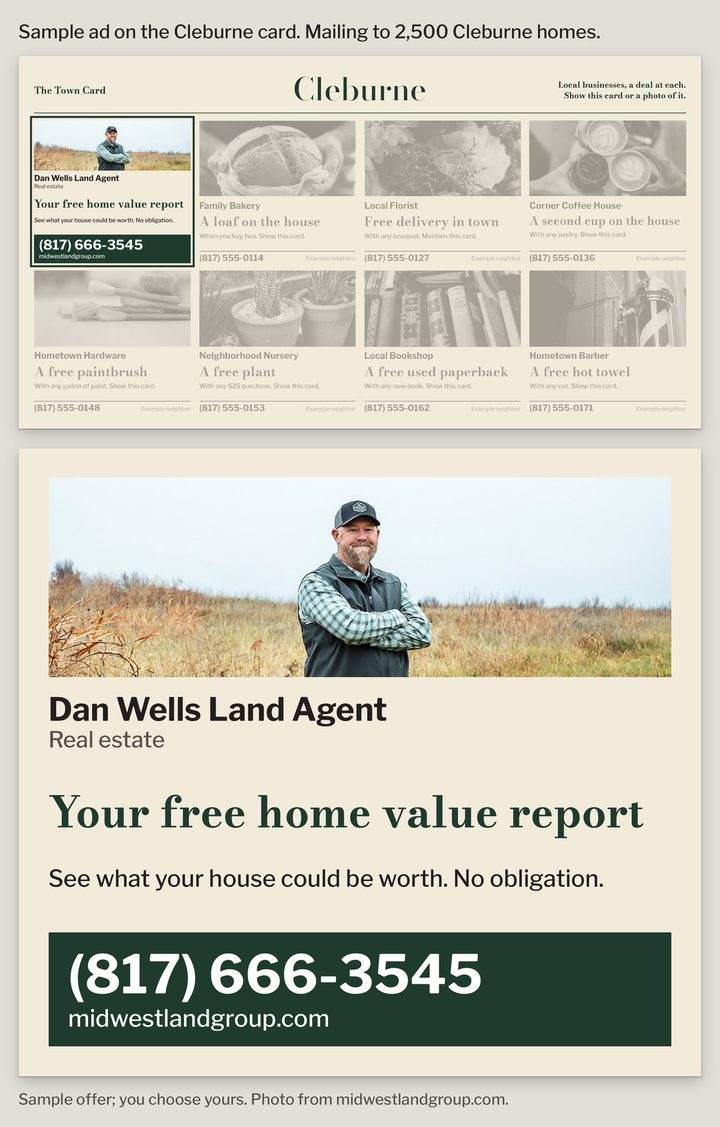 Sample ad on the Cleburne card. Mailing to 2,500 Cleburne homes.
The Town Card
Cleburne
Local businesses, a deal at each.
Show this card or a photo of it.
Dan Wells Land Agent
Real estate
Your free home value report
See what your house could be worth. No obligation.
(817) 666-3545
midwestlandgroup.com
Family Bakery
A loaf on the house
When you buy two. Show this card.
(817) 555-0114
Example neighbor
Local Florist
Free delivery in town
With any bouquet. Mention this card.
(817) 555-0127
Example neighbor
Corner Coffee House
A second cup on the house
With any pastry. Show this card.
(817) 555-0136
Example neighbor
Hometown Hardware
A free paintbrush
With any gallon of paint. Show this card.
(817) 555-0148
Example neighbor
Neighborhood Nursery
A free plant
With any $25 purchase. Show this card.
(817) 555-0153
Example neighbor
Local Bookshop
A free used paperback
With any new book. Show this card.
(817) 555-0162
Example neighbor
Hometown Barber
A free hot towel
With any cut. Show this card.
(817) 555-0171
Example neighbor
Dan Wells Land Agent
Real estate
Your free home value report
See what your house could be worth. No obligation.
(817) 666-3545
midwestlandgroup.com
Sample offer; you choose yours. Photo from midwestlandgroup.com.